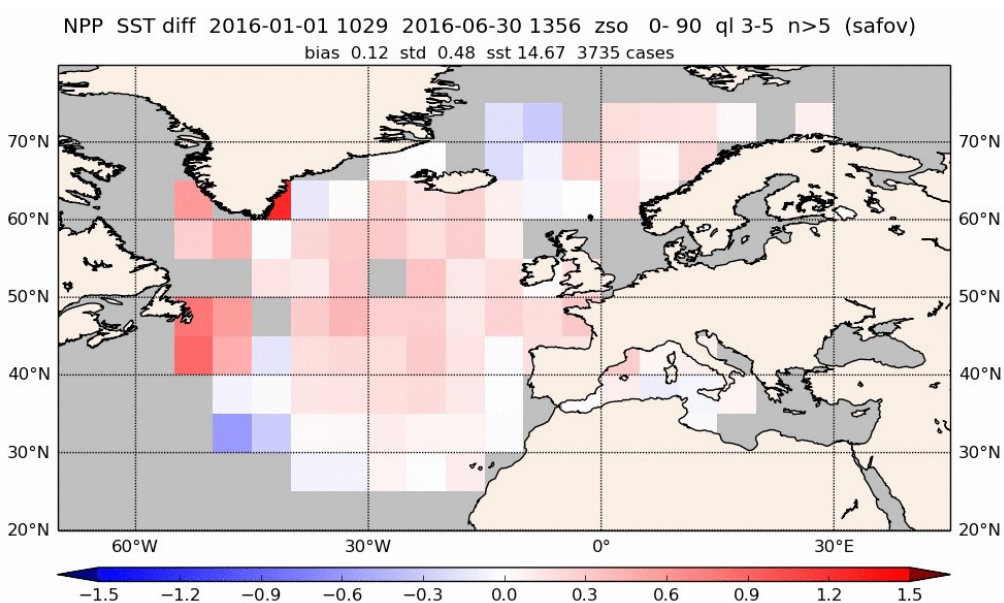 NPP SST diff 2016-01-01 1029 2016-06-30 1356 zso 0- 90 ql 3-5 n>5 (safov)
bias 0.12 std 0.48 sst 14.67 3735 cases
70°N 70°N
60°N 60°N
50°N 50°N
40°N 40°N
30°N 30°N
20°N 20°N
60°W 30°W 0° 30°E
−1.5 −1.2 −0.9 −0.6 −0.3 0.0 0.3 0.6 0.9 1.2 1.5